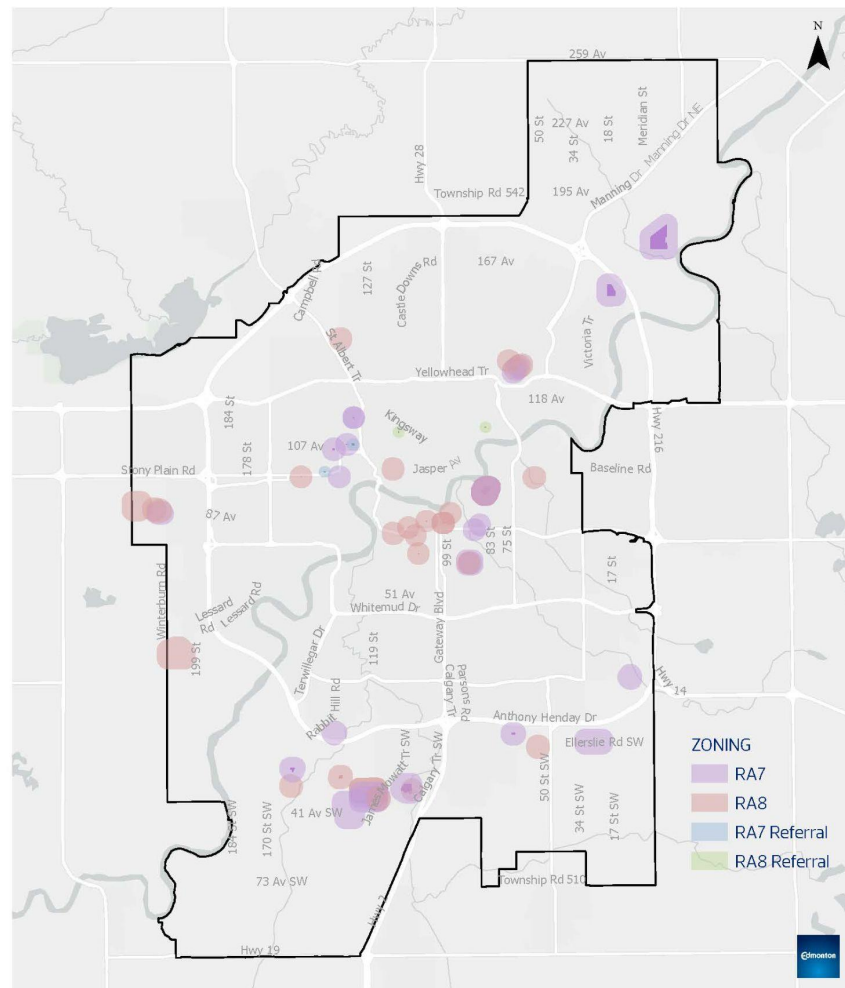 N
259 Av
Meridian St
50 St
227 Av
18 St
34 St
Manning Dr NE
Manning Dr
Hwy 28
Township Rd 542
195 Av
Campbell Rd
127 St
Castle Downs Rd
167 Av
St Albert Tr
Victoria Tr
Yellowhead Tr
118 Av
184 St
Kingsway
Hwy 216
178 St
107 Av
Stony Plain Rd
Jasper Av
Baseline Rd
87 Av
99 St
83 St
75 St
17 St
51 Av
Whitemud Dr
Winterburn Rd
Lessard Rd
Lessard Rd
199 St
Terwillegar Dr
119 St
Gateway Blvd
Calgary Tr
Parsons Rd
Hwy 14
Rabbit Hill Rd
Anthony Henday Dr
Ellerslie Rd SW
James Mowatt Tr SW
Calgary Tr SW
50 St SW
34 St SW
17 St SW
184 St SW
170 St SW
41 Av SW
73 Av SW
Township Rd 510
Hwy 2
Hwy 19
ZONING
RA7
RA8
RA7 Referral
RA8 Referral
Edmonton